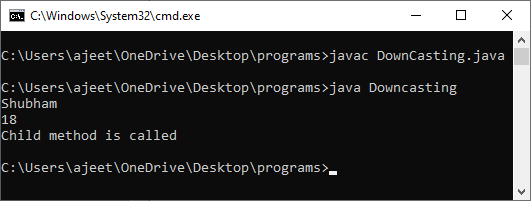 C:\Windows\System32\cmd.exe
C:\Users\ajeet\OneDrive\Desktop\programs>javac DownCasting.java
C:\Users\ajeet\OneDrive\Desktop\programs>java Downcasting
Shubham
18
Child method is called
C:\Users\ajeet\OneDrive\Desktop\programs>